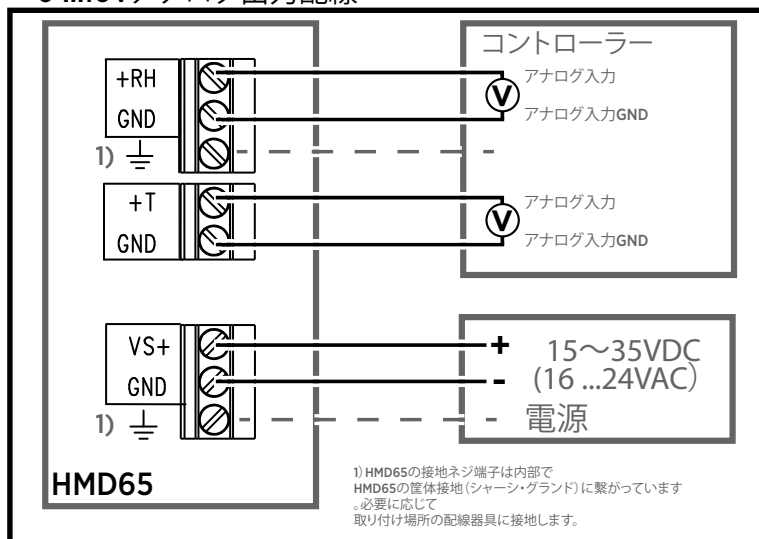 コントローラー
+RH
アナログ入力
V
GND
アナログ入力GND
1)
+T
アナログ入力
V
GND
アナログ入力GND
VS+
+
15～35VDC
GND
-
(16 ...24VAC)
1)
電源
HMD65
1) HMD65の接地ネジ端子は内部で
HMD65の筐体接地（シャーシ・グランド）に繋がっています
。必要に応じて
取り付け場所の配線器具に接地します。